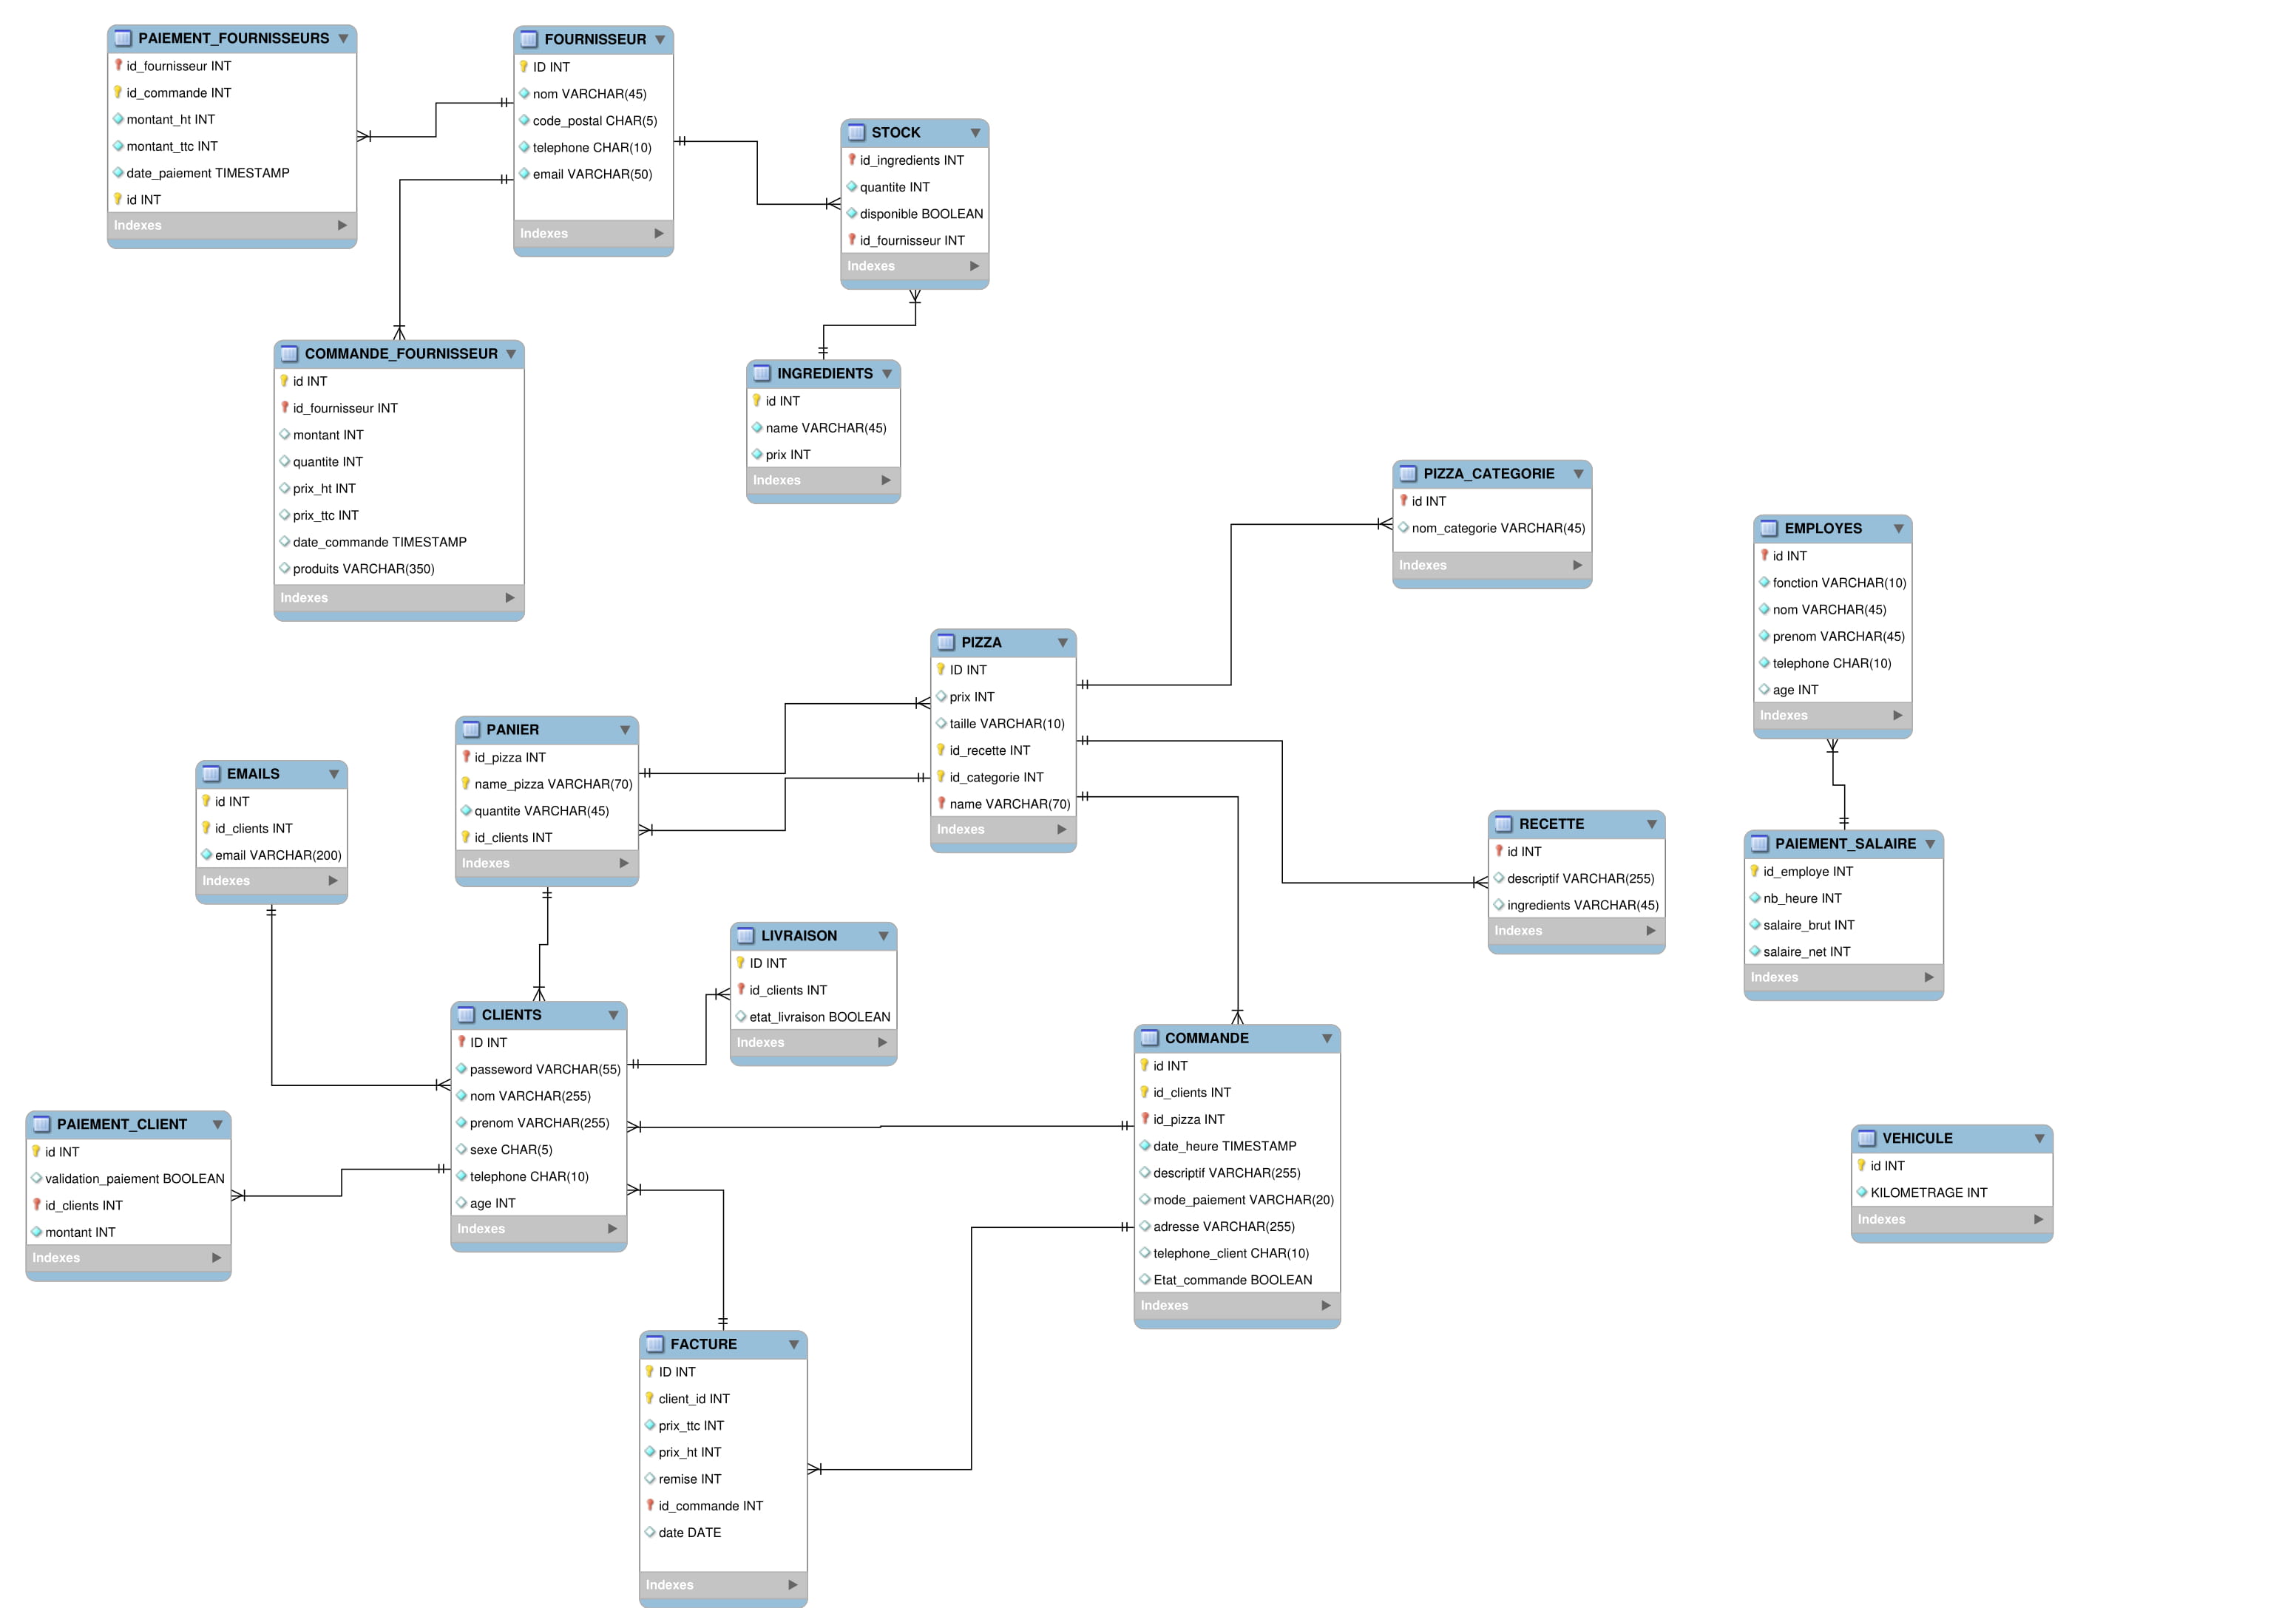 PAIEMENT_FOURNISSEURS
id_fournisseur INT
id_commande INT
montant_ht INT
montant_ttc INT
date_paiement TIMESTAMP
id INT
Indexes
FOURNISSEUR
ID INT
nom VARCHAR(45)
code_postal CHAR(5)
telephone CHAR(10)
email VARCHAR(50)
Indexes
STOCK
id_ingredients INT
quantite INT
disponible BOOLEAN
id_fournisseur INT
Indexes
COMMANDE_FOURNISSEUR
id INT
id_fournisseur INT
montant INT
quantite INT
prix_ht INT
prix_ttc INT
date_commande TIMESTAMP
produits VARCHAR(350)
Indexes
INGREDIENTS
id INT
name VARCHAR(45)
prix INT
Indexes
PIZZA_CATEGORIE
id INT
nom_categorie VARCHAR(45)
Indexes
EMPLOYES
id INT
fonction VARCHAR(10)
nom VARCHAR(45)
prenom VARCHAR(45)
telephone CHAR(10)
age INT
Indexes
PIZZA
ID INT
prix INT
taille VARCHAR(10)
id_recette INT
id_categorie INT
name VARCHAR(70)
Indexes
PANIER
id_pizza INT
name_pizza VARCHAR(70)
quantite VARCHAR(45)
id_clients INT
Indexes
EMAILS
id INT
id_clients INT
email VARCHAR(200)
Indexes
RECETTE
id INT
descriptif VARCHAR(255)
ingredients VARCHAR(45)
Indexes
PAIEMENT_SALAIRE
id_employe INT
nb_heure INT
salaire_brut INT
salaire_net INT
Indexes
LIVRAISON
ID INT
id_clients INT
etat_livraison BOOLEAN
Indexes
CLIENTS
ID INT
passeword VARCHAR(55)
nom VARCHAR(255)
prenom VARCHAR(255)
sexe CHAR(5)
telephone CHAR(10)
age INT
Indexes
COMMANDE
id INT
id_clients INT
id_pizza INT
date_heure TIMESTAMP
descriptif VARCHAR(255)
mode_paiement VARCHAR(20)
adresse VARCHAR(255)
telephone_client CHAR(10)
Etat_commande BOOLEAN
Indexes
PAIEMENT_CLIENT
id INT
validation_paiement BOOLEAN
id_clients INT
montant INT
Indexes
VEHICULE
id INT
KILOMETRAGE INT
Indexes
FACTURE
ID INT
client_id INT
prix_ttc INT
prix_ht INT
remise INT
id_commande INT
date DATE
Indexes